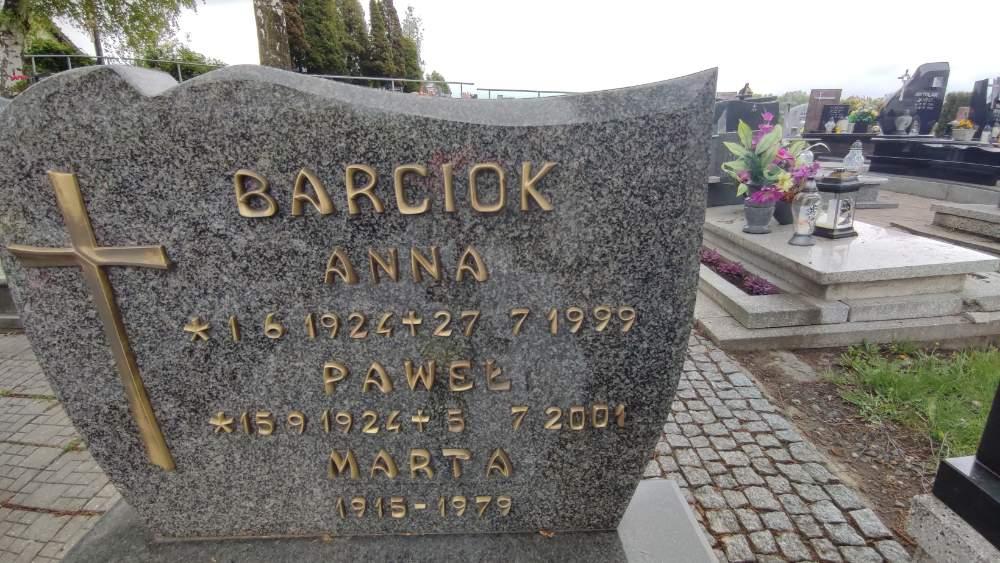 BARCIOK
ANNA
* 1 6 1924 + 27 7 1999
PAWEŁ
* 15 9 1924 + 5 7 2001
MARTA
1915 - 1979